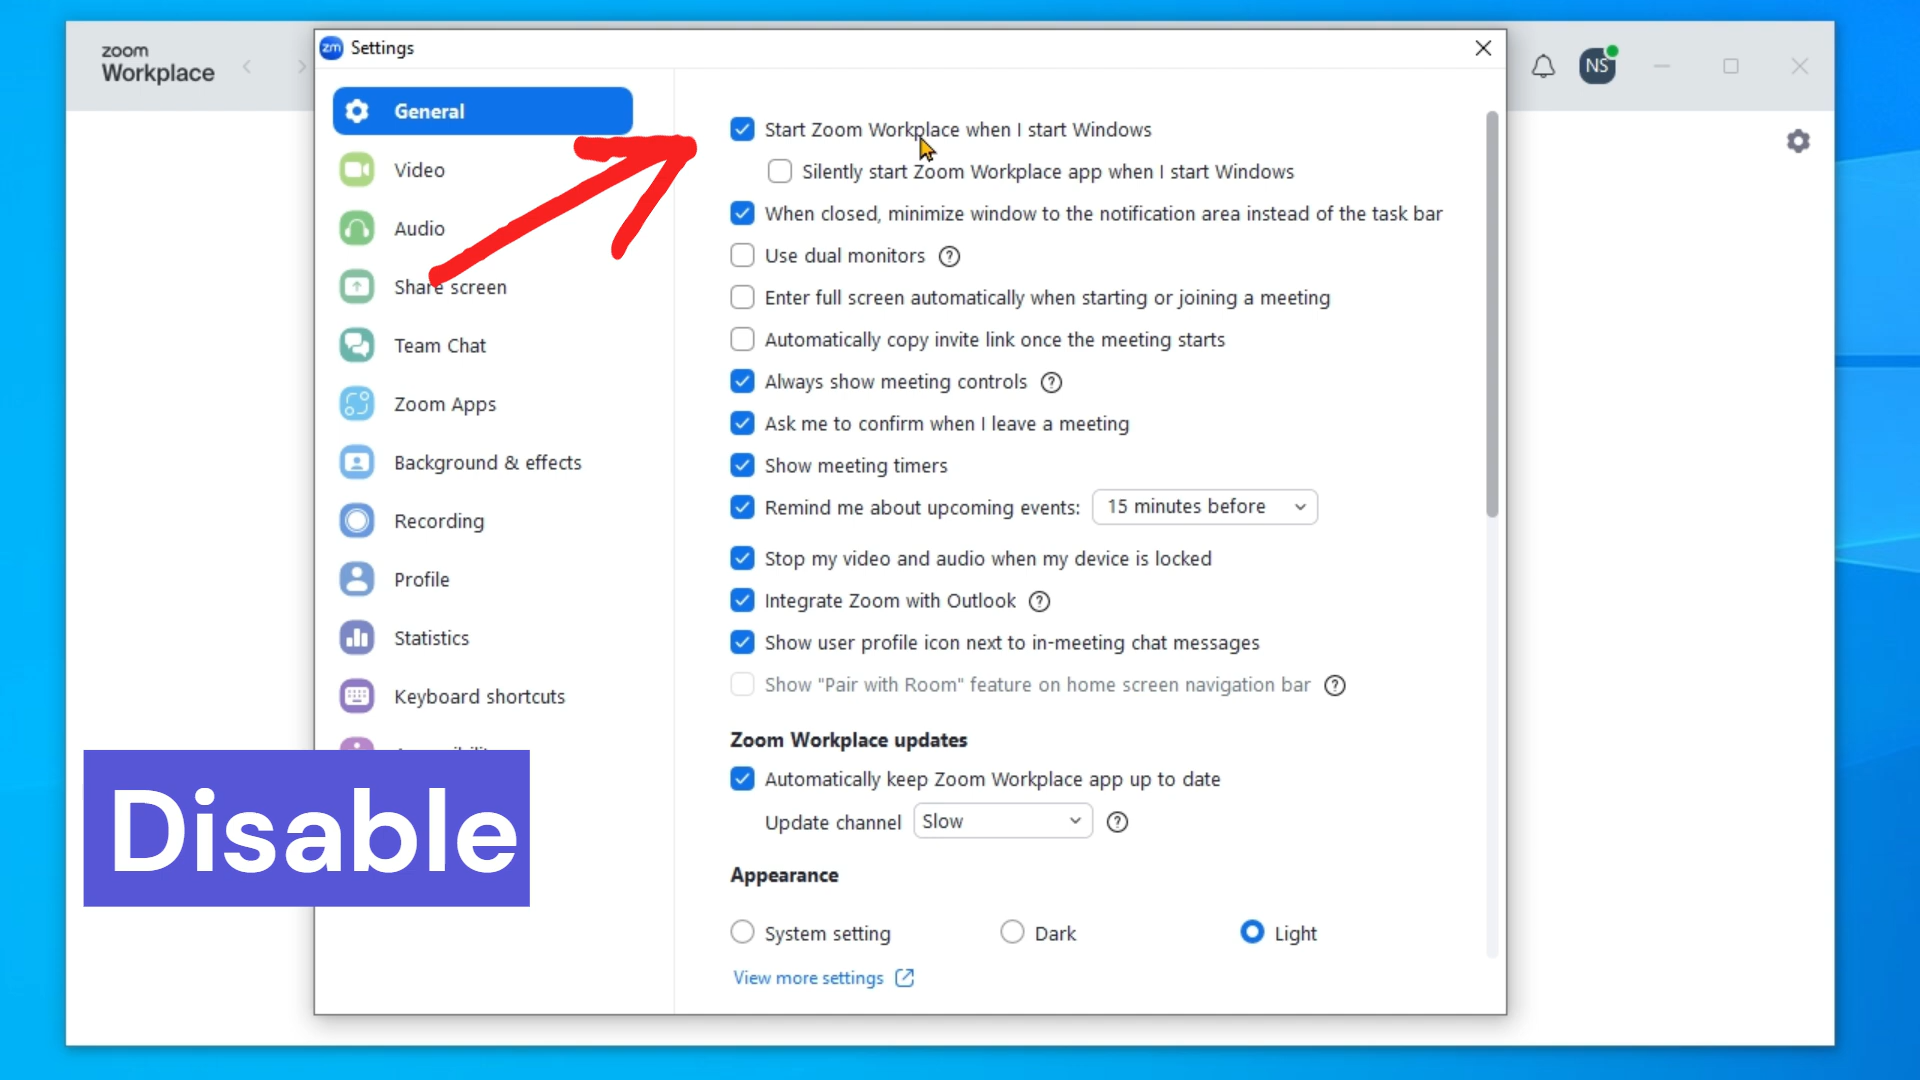 zoom
Workplace
zm Settings
NS
General
Video
Audio
Share screen
Team Chat
Zoom Apps
Background & effects
Recording
Profile
Statistics
Keyboard shortcuts
Disable
Start Zoom Workplace when I start Windows
Silently start Zoom Workplace app when I start Windows
When closed, minimize window to the notification area instead of the task bar
Use dual monitors ?
Enter full screen automatically when starting or joining a meeting
Automatically copy invite link once the meeting starts
Always show meeting controls ?
Ask me to confirm when I leave a meeting
Show meeting timers
Remind me about upcoming events: 15 minutes before
Stop my video and audio when my device is locked
Integrate Zoom with Outlook ?
Show user profile icon next to in-meeting chat messages
Show "Pair with Room" feature on home screen navigation bar ?
Zoom Workplace updates
Automatically keep Zoom Workplace app up to date
Update channel Slow ?
Appearance
System setting Dark Light
View more settings